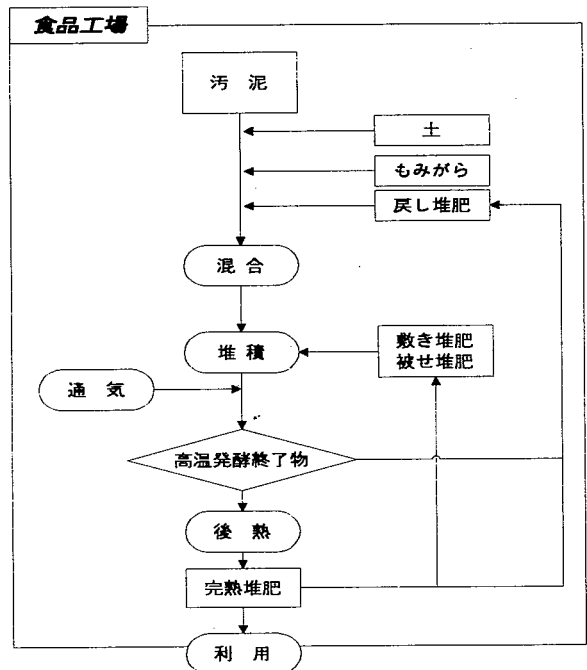 食品工場
汚泥
土
もみがら
戻し堆肥
混合
堆積
敷き堆肥
被せ堆肥
通気
高温発酵終了物
後熟
完熟堆肥
利用